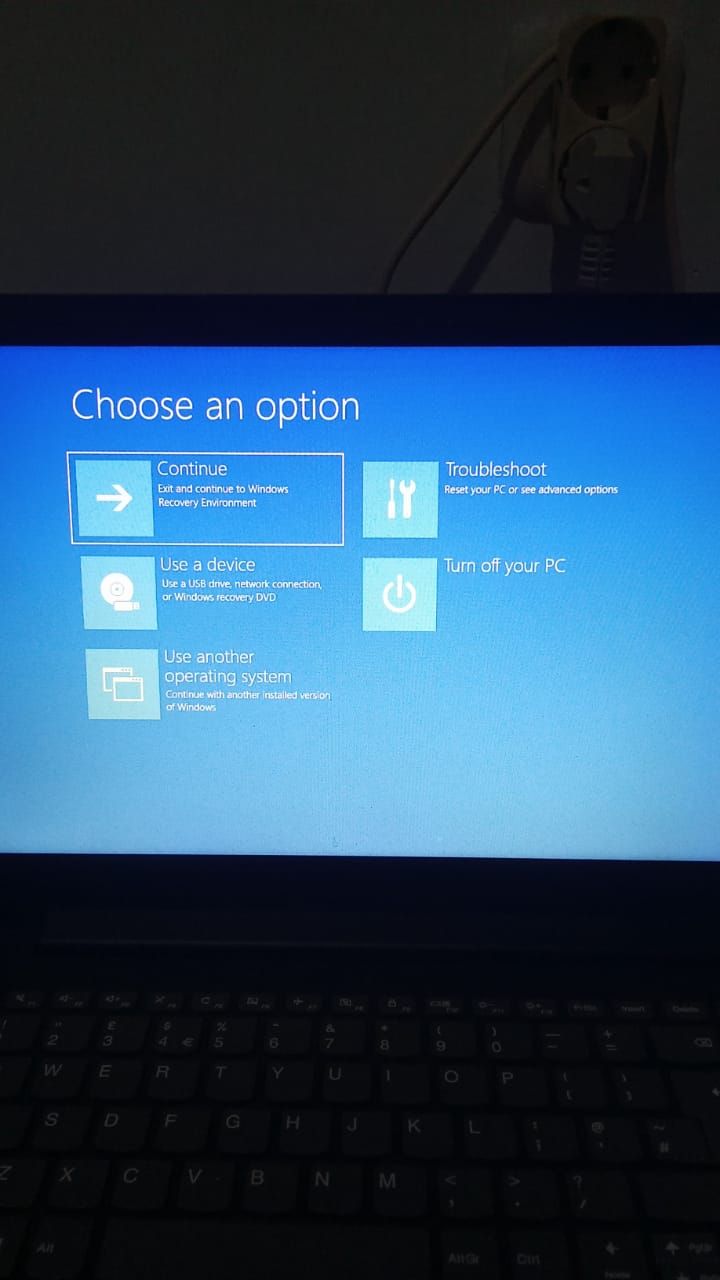 Choose an option
Continue
Exit and continue to Windows
Recovery Environment
Troubleshoot
Reset your PC or see advanced options
Use a device
Use a USB drive, network connection,
or Windows recovery DVD
Turn off your PC
Use another
operating system
Continue with another installed version
of Windows
Insert
Delete
" 2 £ 3 $ 4 € % 5 ^ 6 & 7 * 8 ( 9 ) 0 _ - + =
W E R T Y U I O P
S D F G H J K L
Z X C V B N M
Alt
AltGr
Ctrl
PgUp